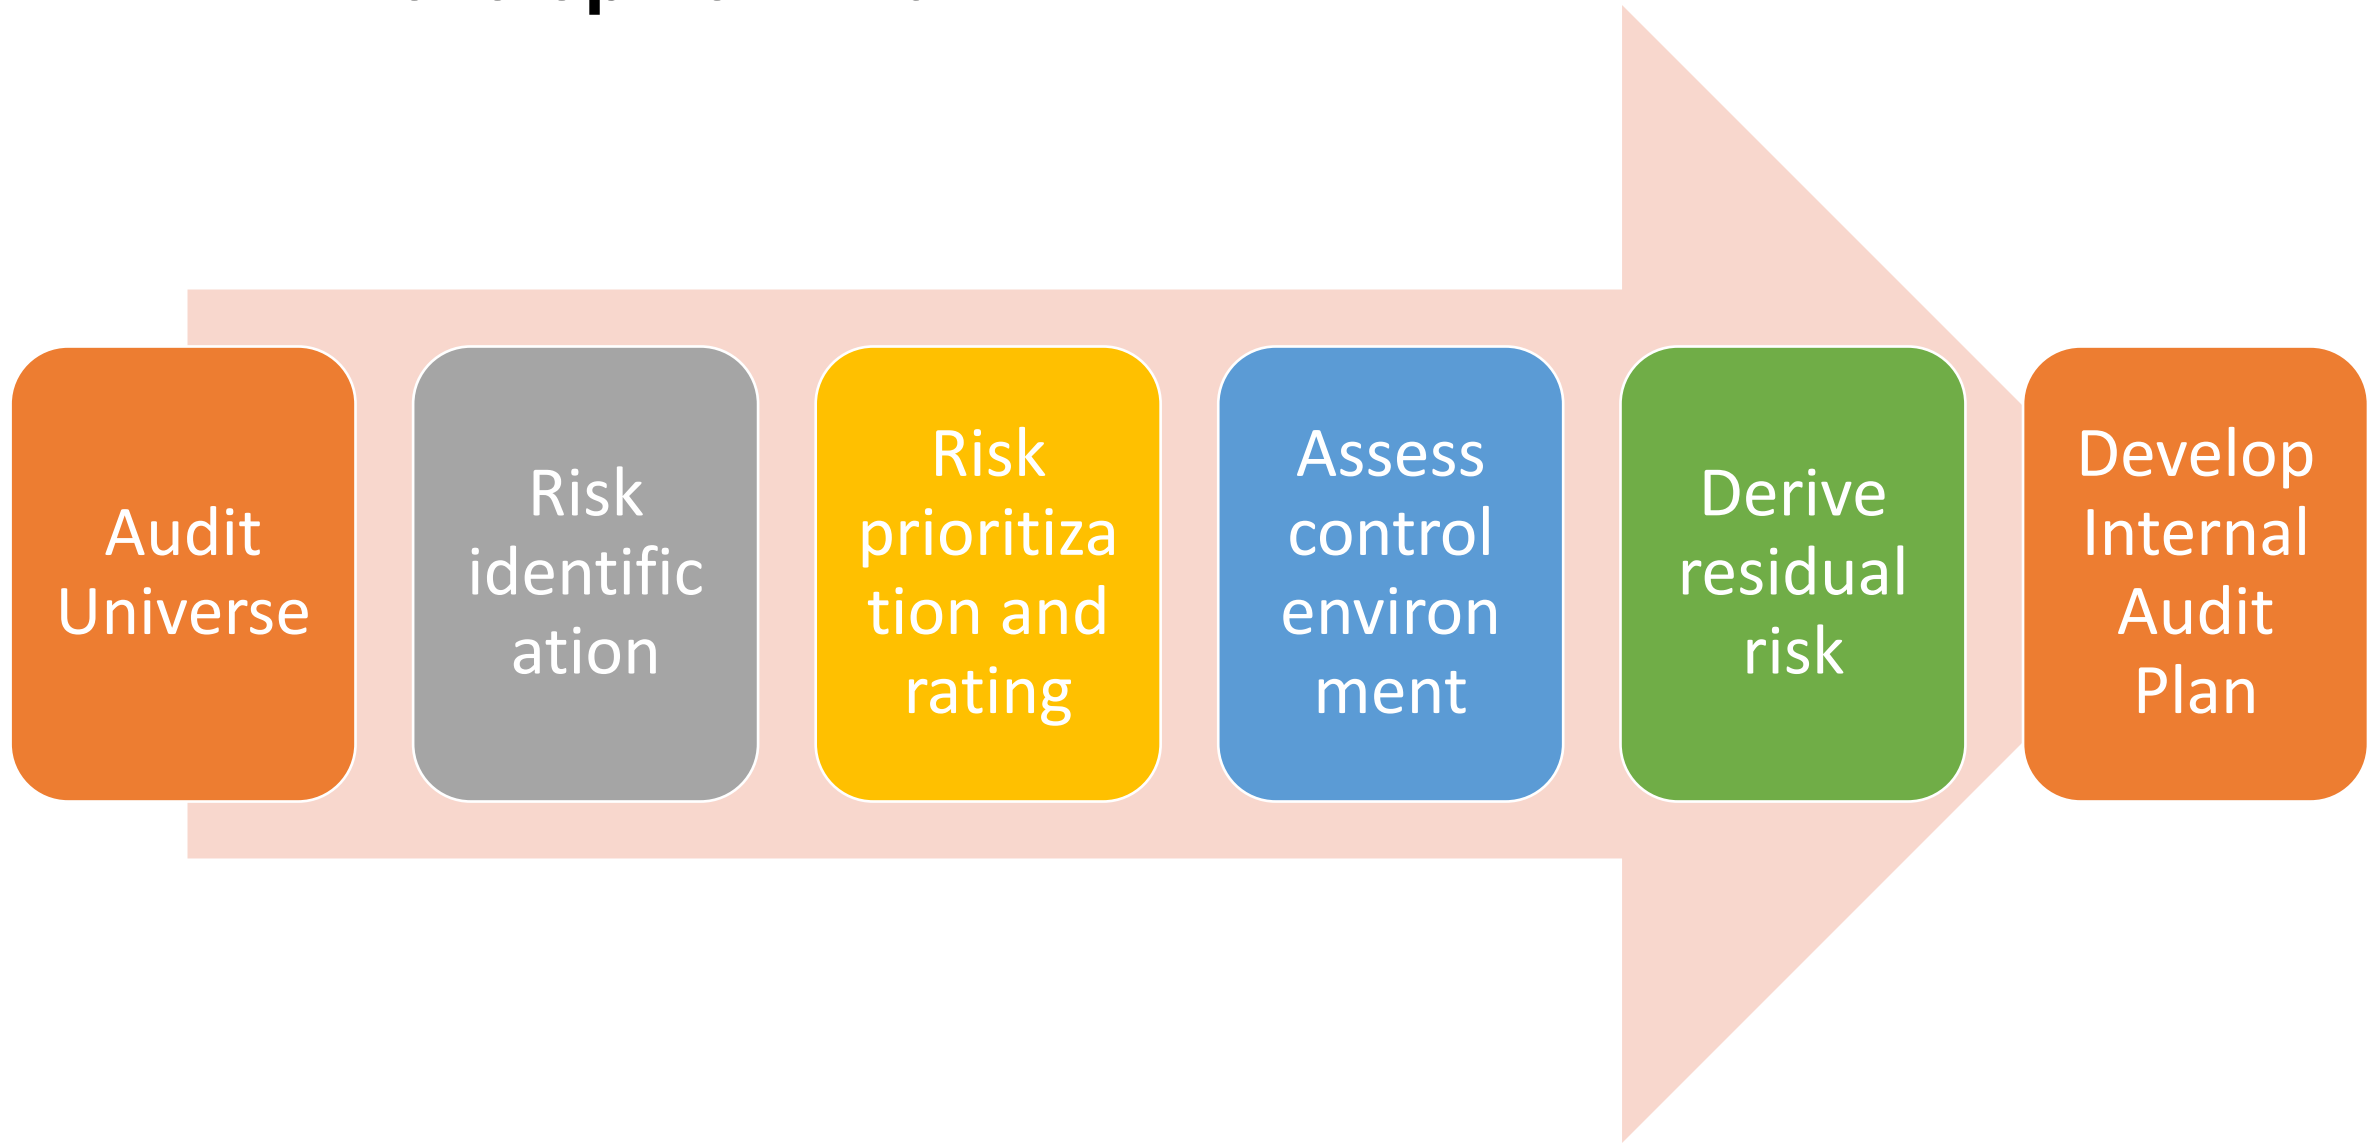 Audit
Universe
Risk
identific
ation
Risk
prioritiza
tion and
rating
Assess
control
environ
ment
Derive
residual
risk
Develop
Internal
Audit
Plan